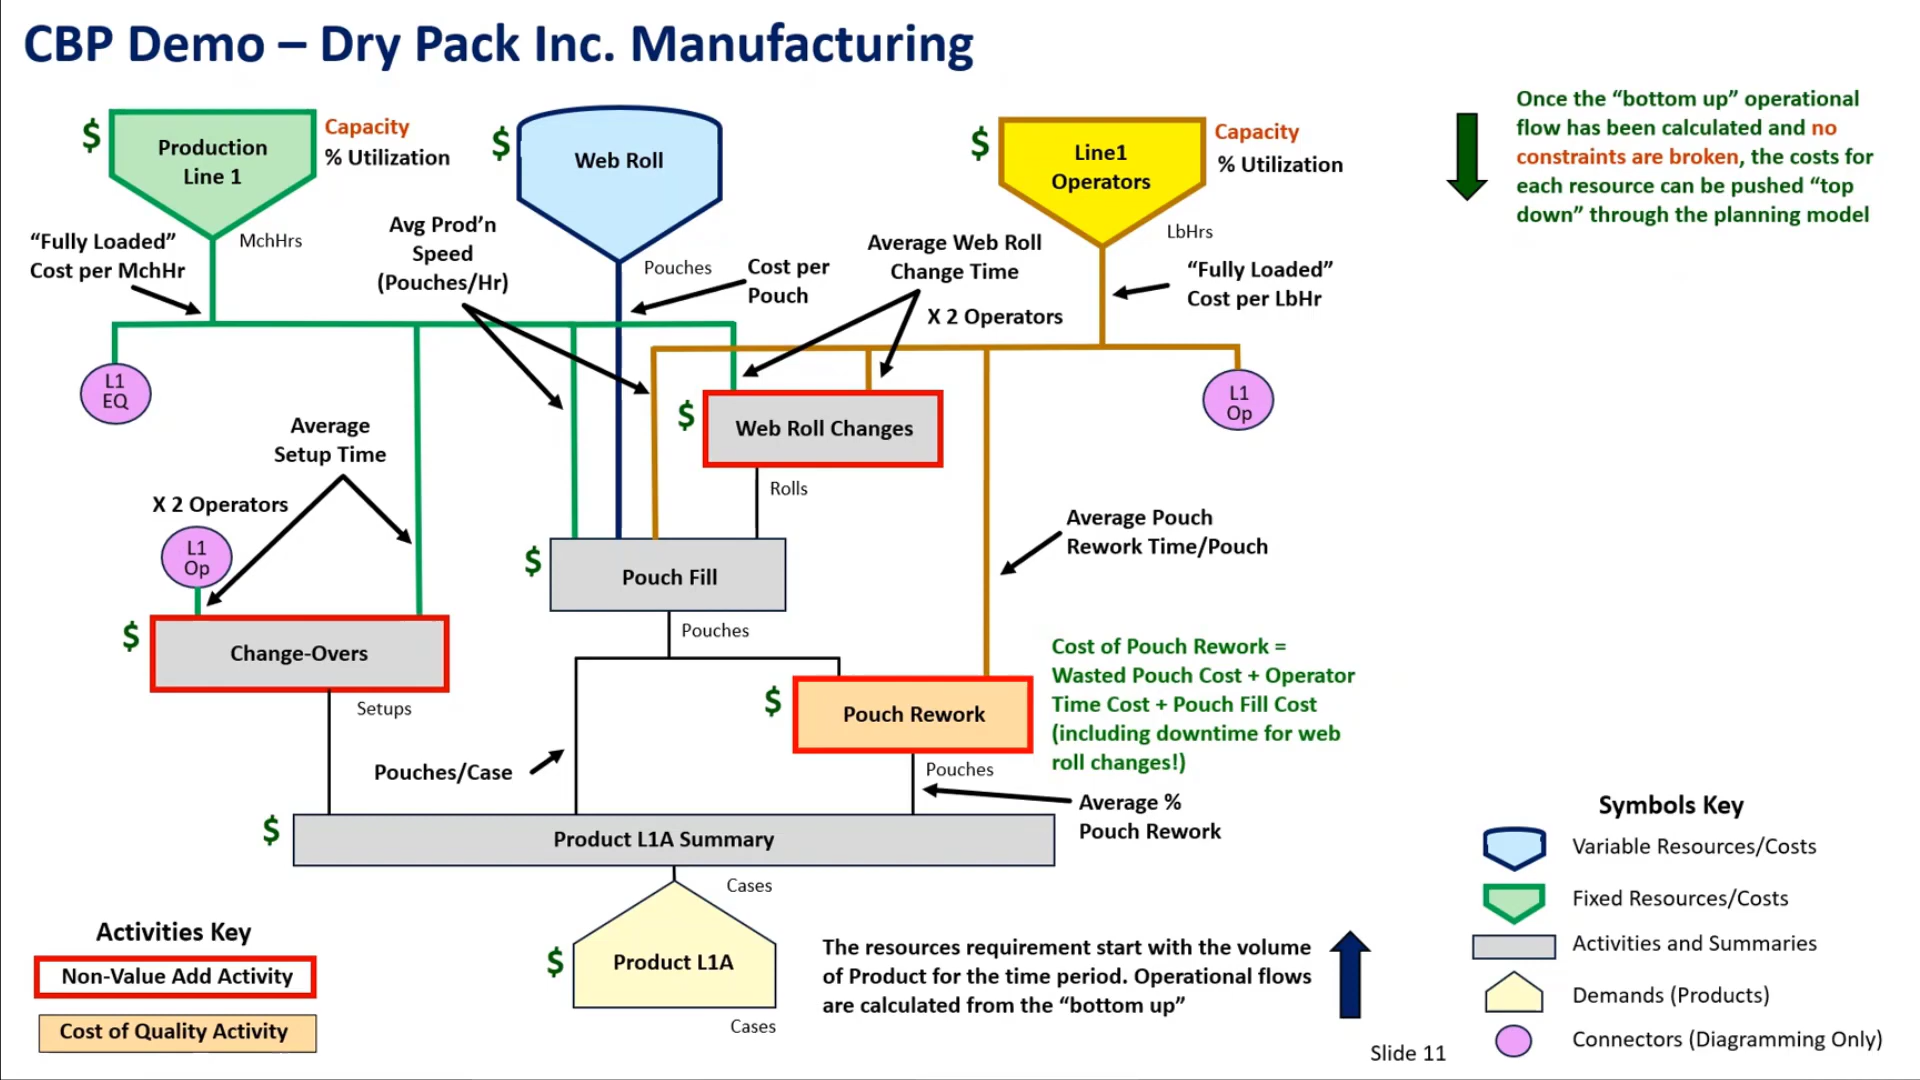 CBP Demo – Dry Pack Inc. Manufacturing
$
Production
Line 1
Capacity
% Utilization
$
Web Roll
$
Line1
Operators
Capacity
% Utilization
Once the “bottom up” operational
flow has been calculated and no
constraints are broken, the costs for
each resource can be pushed “top
down” through the planning model
“Fully Loaded”
Cost per MchHr
MchHrs
Avg Prod’n
Speed
(Pouches/Hr)
Pouches
Cost per
Pouch
Average Web Roll
Change Time
X 2 Operators
LbHrs
“Fully Loaded”
Cost per LbHr
L1
EQ
$
Web Roll Changes
L1
Op
Average
Setup Time
X 2 Operators
L1
Op
Rolls
$
Pouch Fill
Average Pouch
Rework Time/Pouch
$
Change-Overs
Pouches
Setups
$
Pouch Rework
Cost of Pouch Rework =
Wasted Pouch Cost + Operator
Time Cost + Pouch Fill Cost
(including downtime for web
roll changes!)
Pouches/Case
Pouches
Average %
Pouch Rework
$
Product L1A Summary
Cases
$
Product L1A
Cases
The resources requirement start with the volume
of Product for the time period. Operational flows
are calculated from the “bottom up”
Activities Key
Non-Value Add Activity
Cost of Quality Activity
Symbols Key
Variable Resources/Costs
Fixed Resources/Costs
Activities and Summaries
Demands (Products)
Connectors (Diagramming Only)
Slide 11